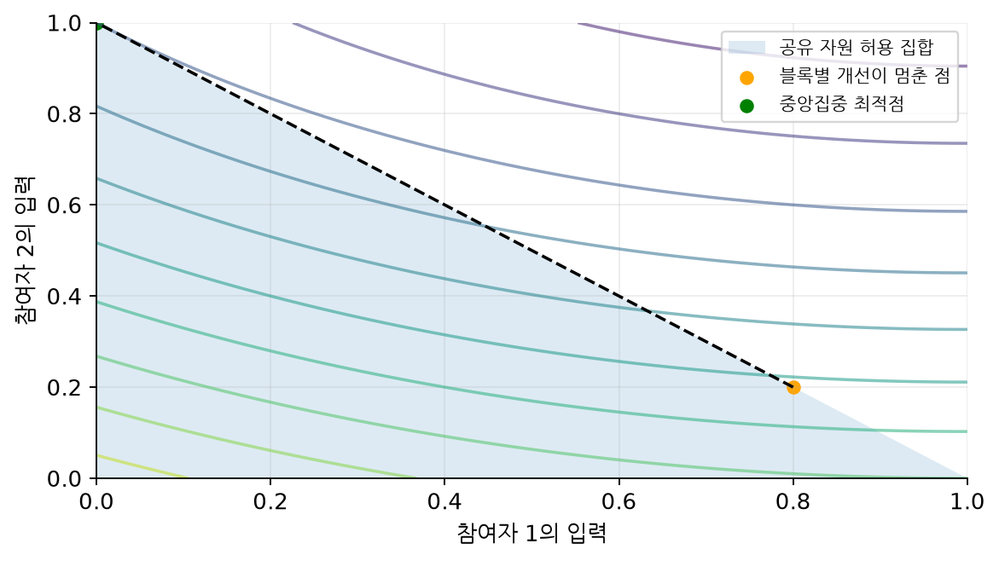 1.0
0.8
0.6
0.4
0.2
0.0
0.0 0.2 0.4 0.6 0.8 1.0
참여자 2의 입력
참여자 1의 입력
공유 자원 허용 집합
블록별 개선이 멈춘 점
중앙집중 최적점